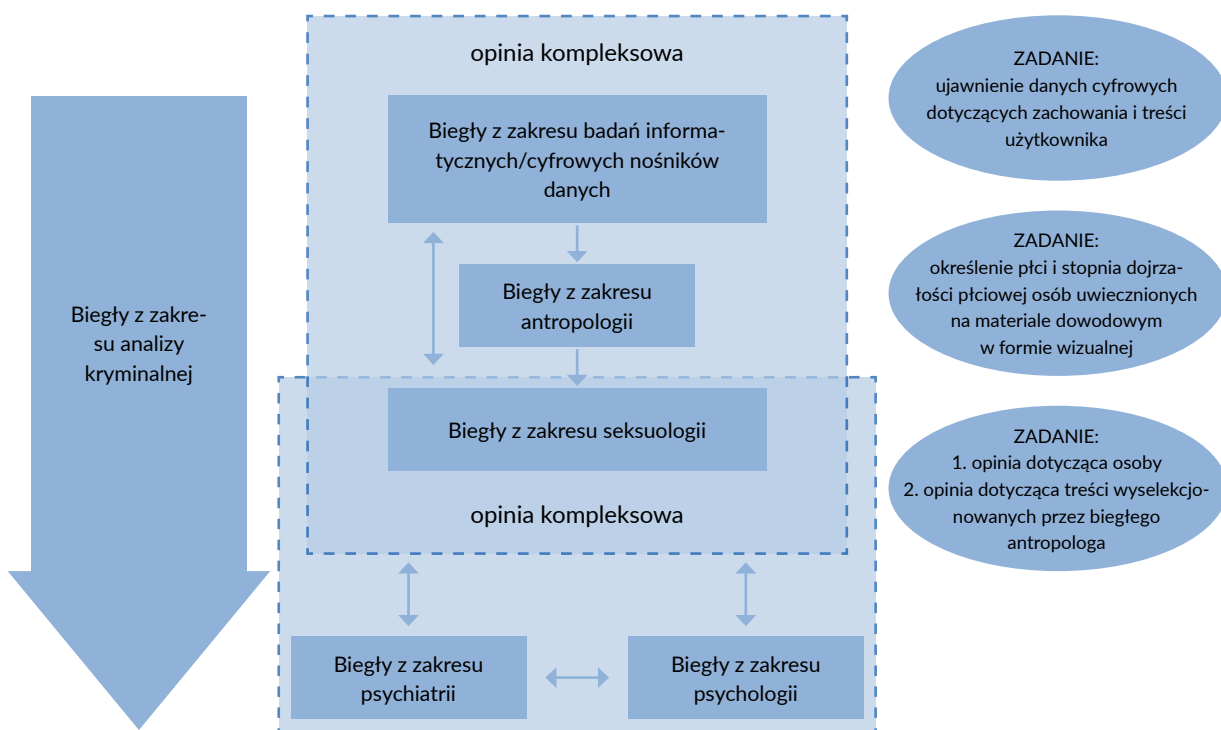 opinia kompleksowa
Biegły z zakresu badań informa-
tycznych/cyfrowych nośników
danych
Biegły z zakresu
antropologii
Biegły z zakresu seksuologii
opinia kompleksowa
Biegły z zakresu
psychiatrii
Biegły z zakresu
psychologii
Biegły z zakre-
su analizy
kryminalnej
ZADANIE:
ujawnienie danych cyfrowych
dotyczących zachowania i treści
użytkownika
ZADANIE:
określenie płci i stopnia dojrza-
łości płciowej osób uwiecznionych
na materiale dowodowym
w formie wizualnej
ZADANIE:
1. opinia dotycząca osoby
2. opinia dotycząca treści wyselekcjo-
nowanych przez biegłego
antropologa